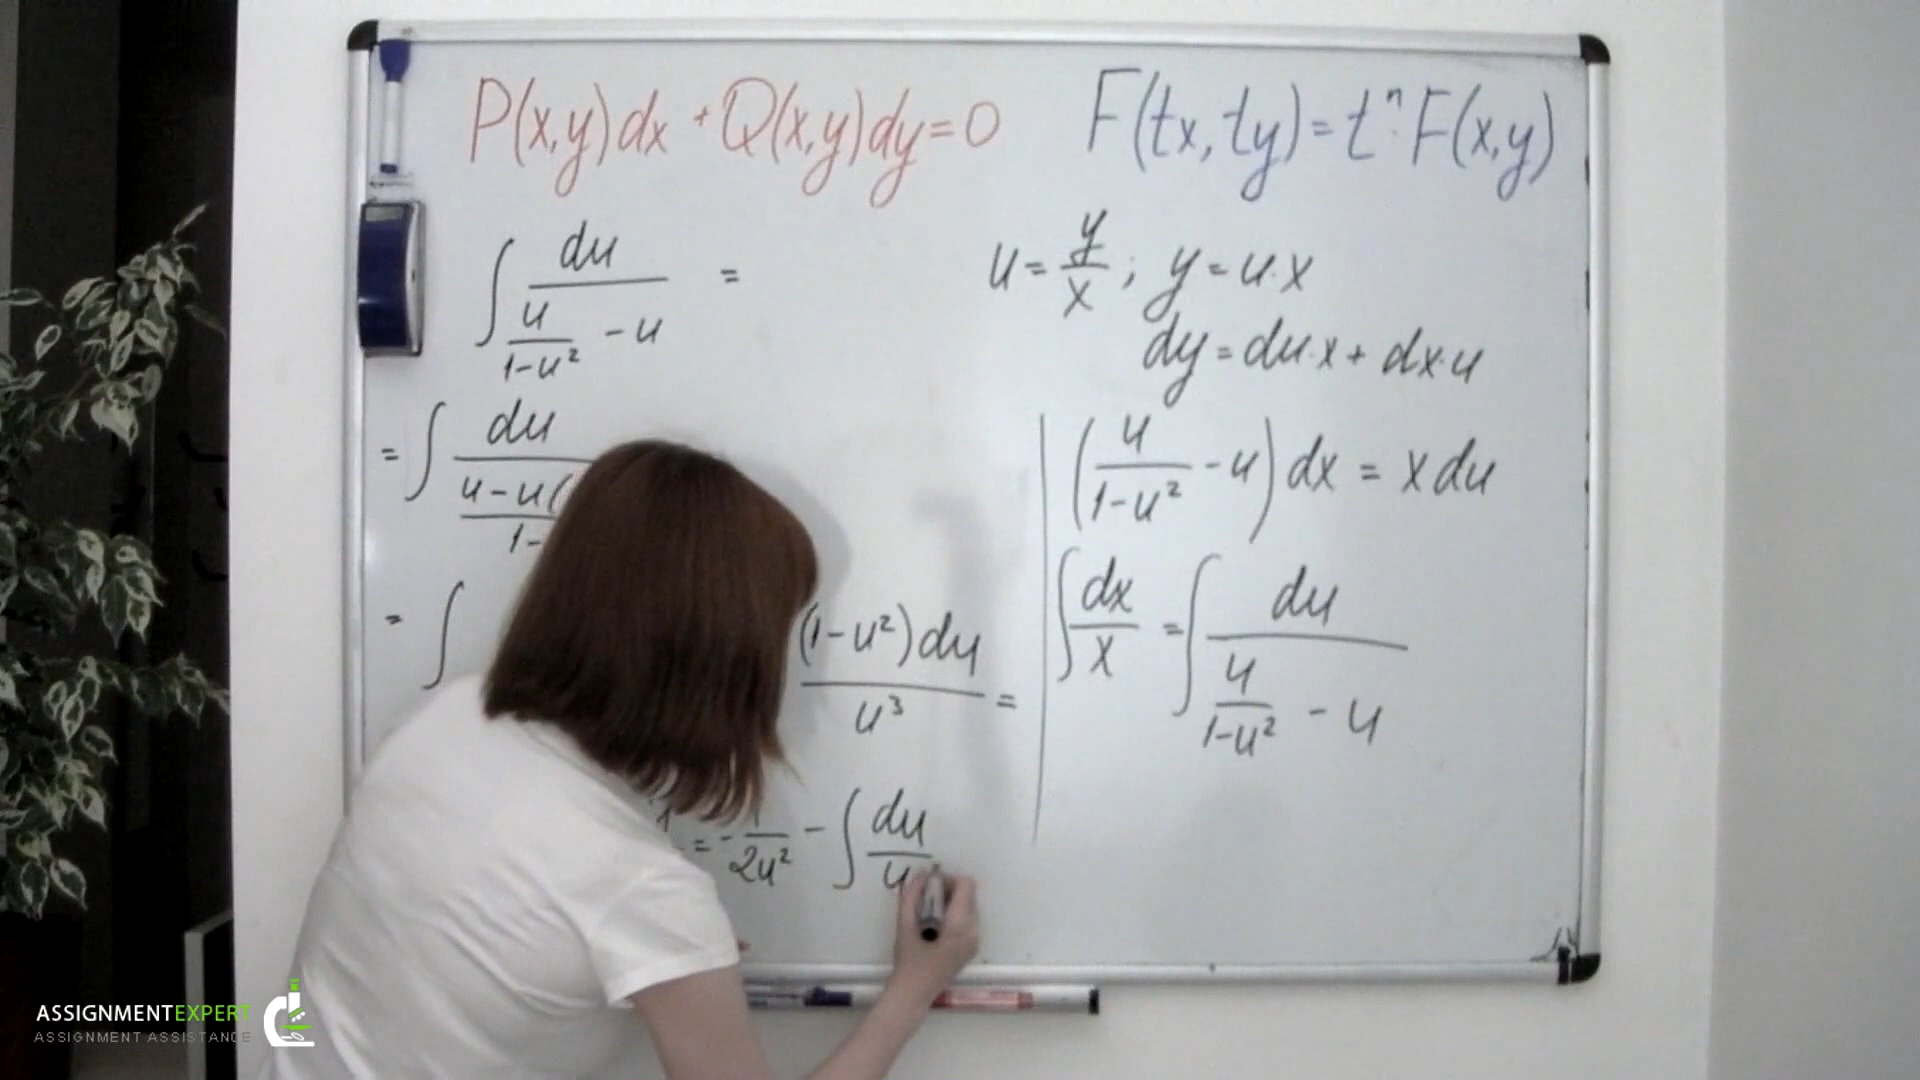 P(x,y)dx + Q(x,y)dy = 0
F(tx, ty) = t^n · F(x,y)
∫ du / (u/(1-u²) - u) =
= ∫ du / ((u-u( / 1-
= ∫
(1-u²)du / u³ =
= -1/2u² - ∫ du/u
u = y/x ; y = u·x
dy = du·x + dx·u
(u/(1-u²) - u) dx = x du
∫ dx/x = ∫ du / (u/(1-u²) - u)
ASSIGNMENTEXPERT
ASSIGNMENT ASSISTANCE